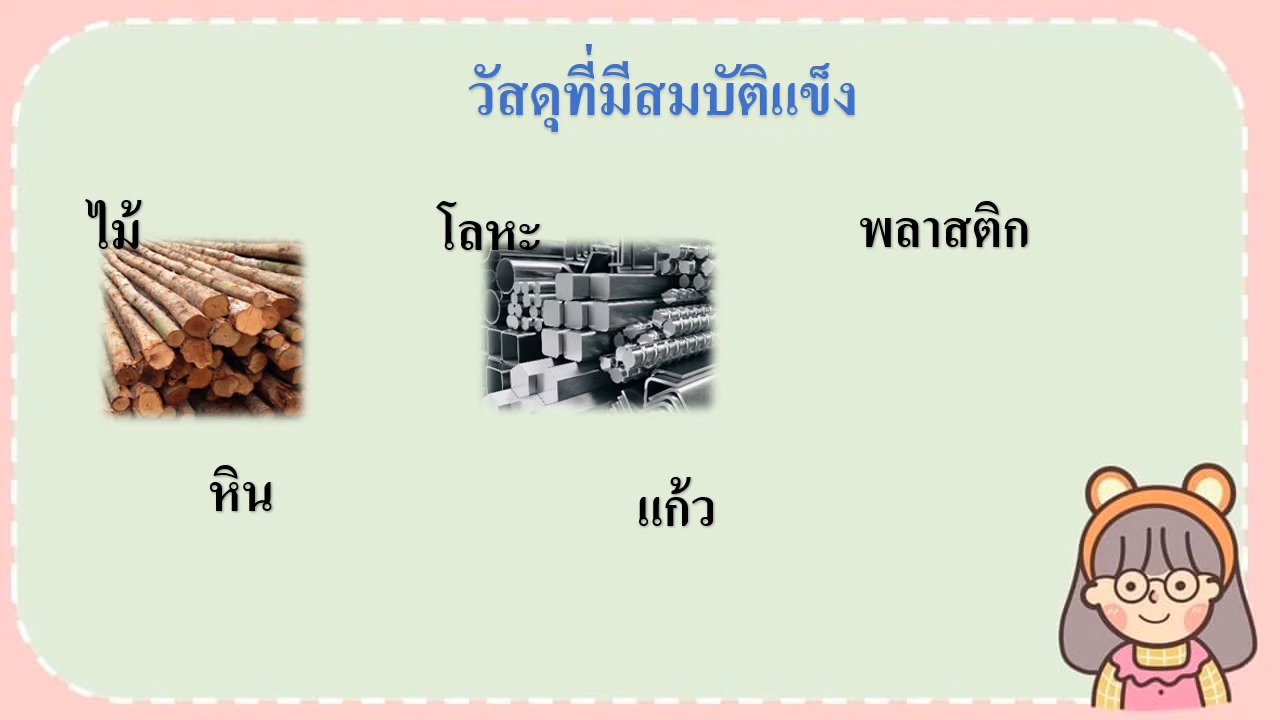 วัสดุที่มีสมบัติแข็ง
ไม้
โลหะ
พลาสติก
หิน
แก้ว